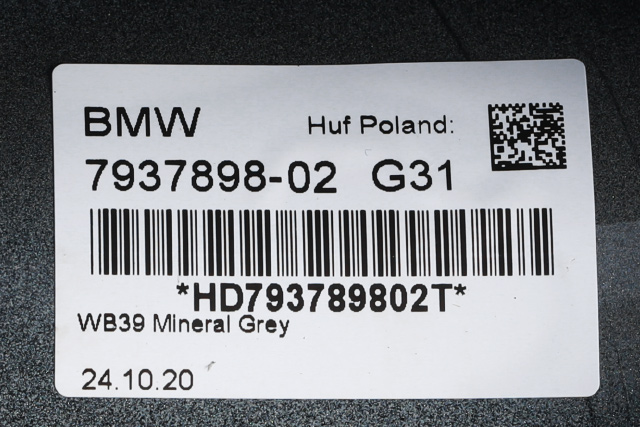 BMW Huf Poland:
7937898-02 G31
*HD793789802T*
WB39 Mineral Grey
24.10.20